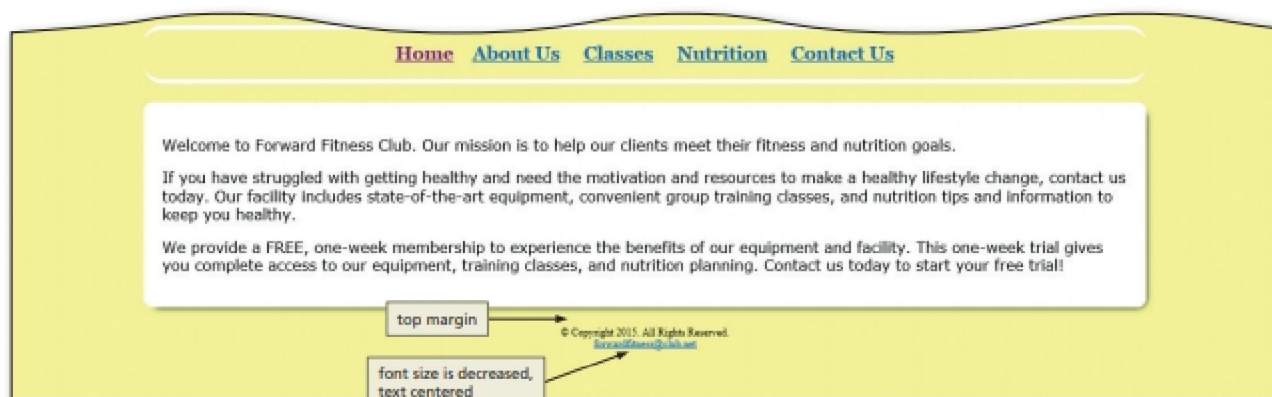 Home About Us Classes Nutrition Contact Us
Welcome to Forward Fitness Club. Our mission is to help our clients meet their fitness and nutrition goals.
If you have struggled with getting healthy and need the motivation and resources to make a healthy lifestyle change, contact us
today. Our facility includes state-of-the-art equipment, convenient group training classes, and nutrition tips and information to
keep you healthy.
We provide a FREE, one-week membership to experience the benefits of our equipment and facility. This one-week trial gives
you complete access to our equipment, training classes, and nutrition planning. Contact us today to start your free trial!
top margin
© Copyright 2015. All Rights Reserved.
forwardfitness@club.net
font size is decreased,
text centered